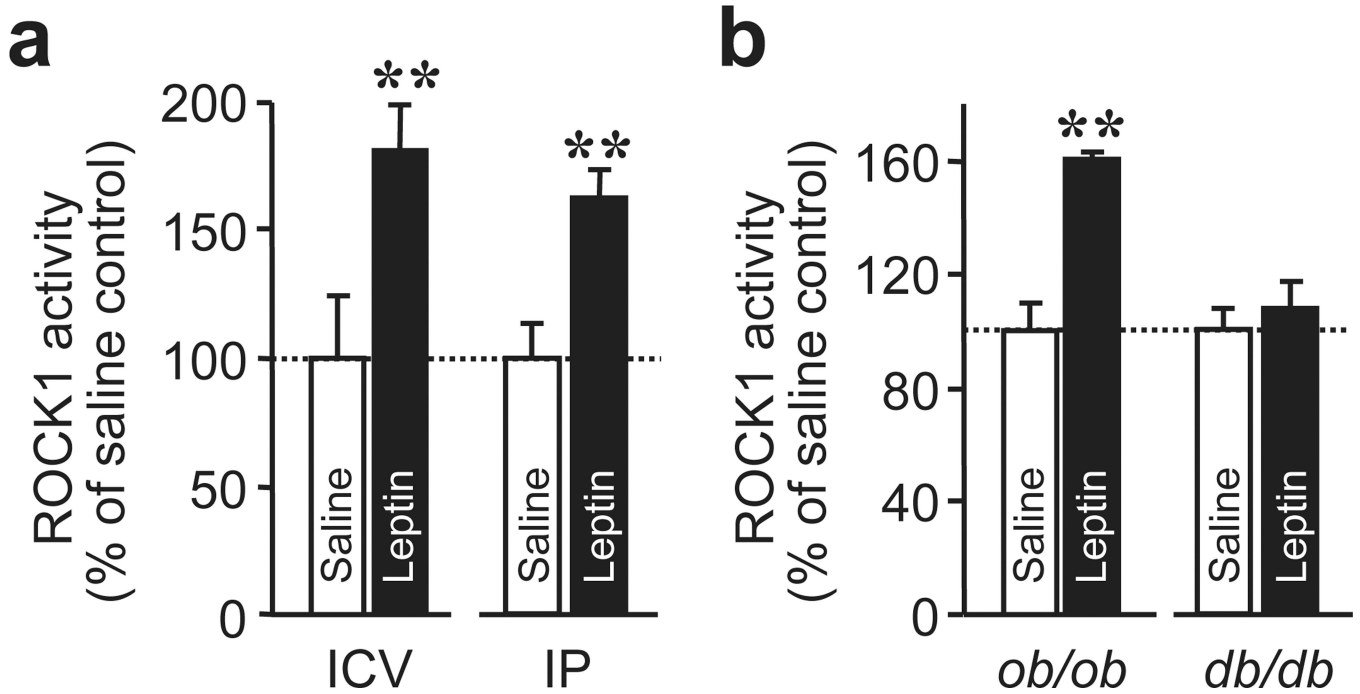 a
ROCK1 activity
(% of saline control)
200
150
100
50
0
**
**
Saline
Leptin
Saline
Leptin
ICV
IP
b
ROCK1 activity
(% of saline control)
160
120
80
40
0
**
Saline
Leptin
Saline
Leptin
ob/ob
db/db